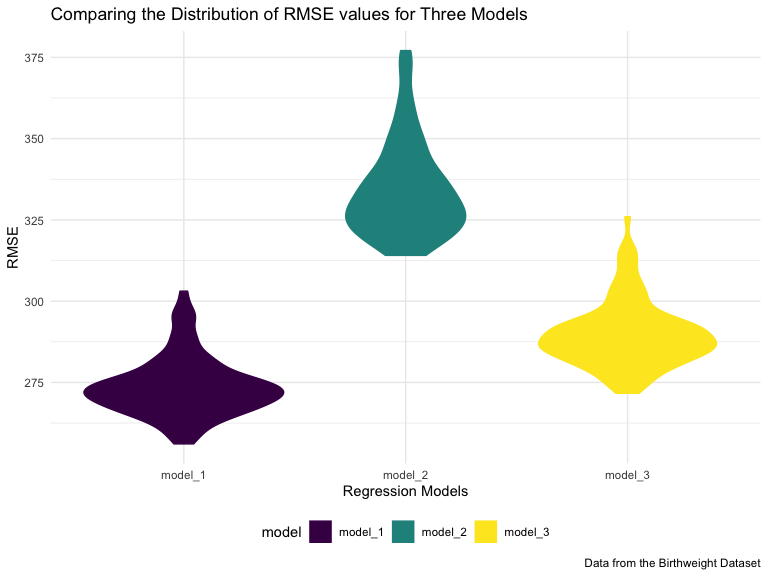 Comparing the Distribution of RMSE values for Three Models
RMSE
375
350
325
300
275
model_1 model_2 model_3
Regression Models
model model_1 model_2 model_3
Data from the Birthweight Dataset